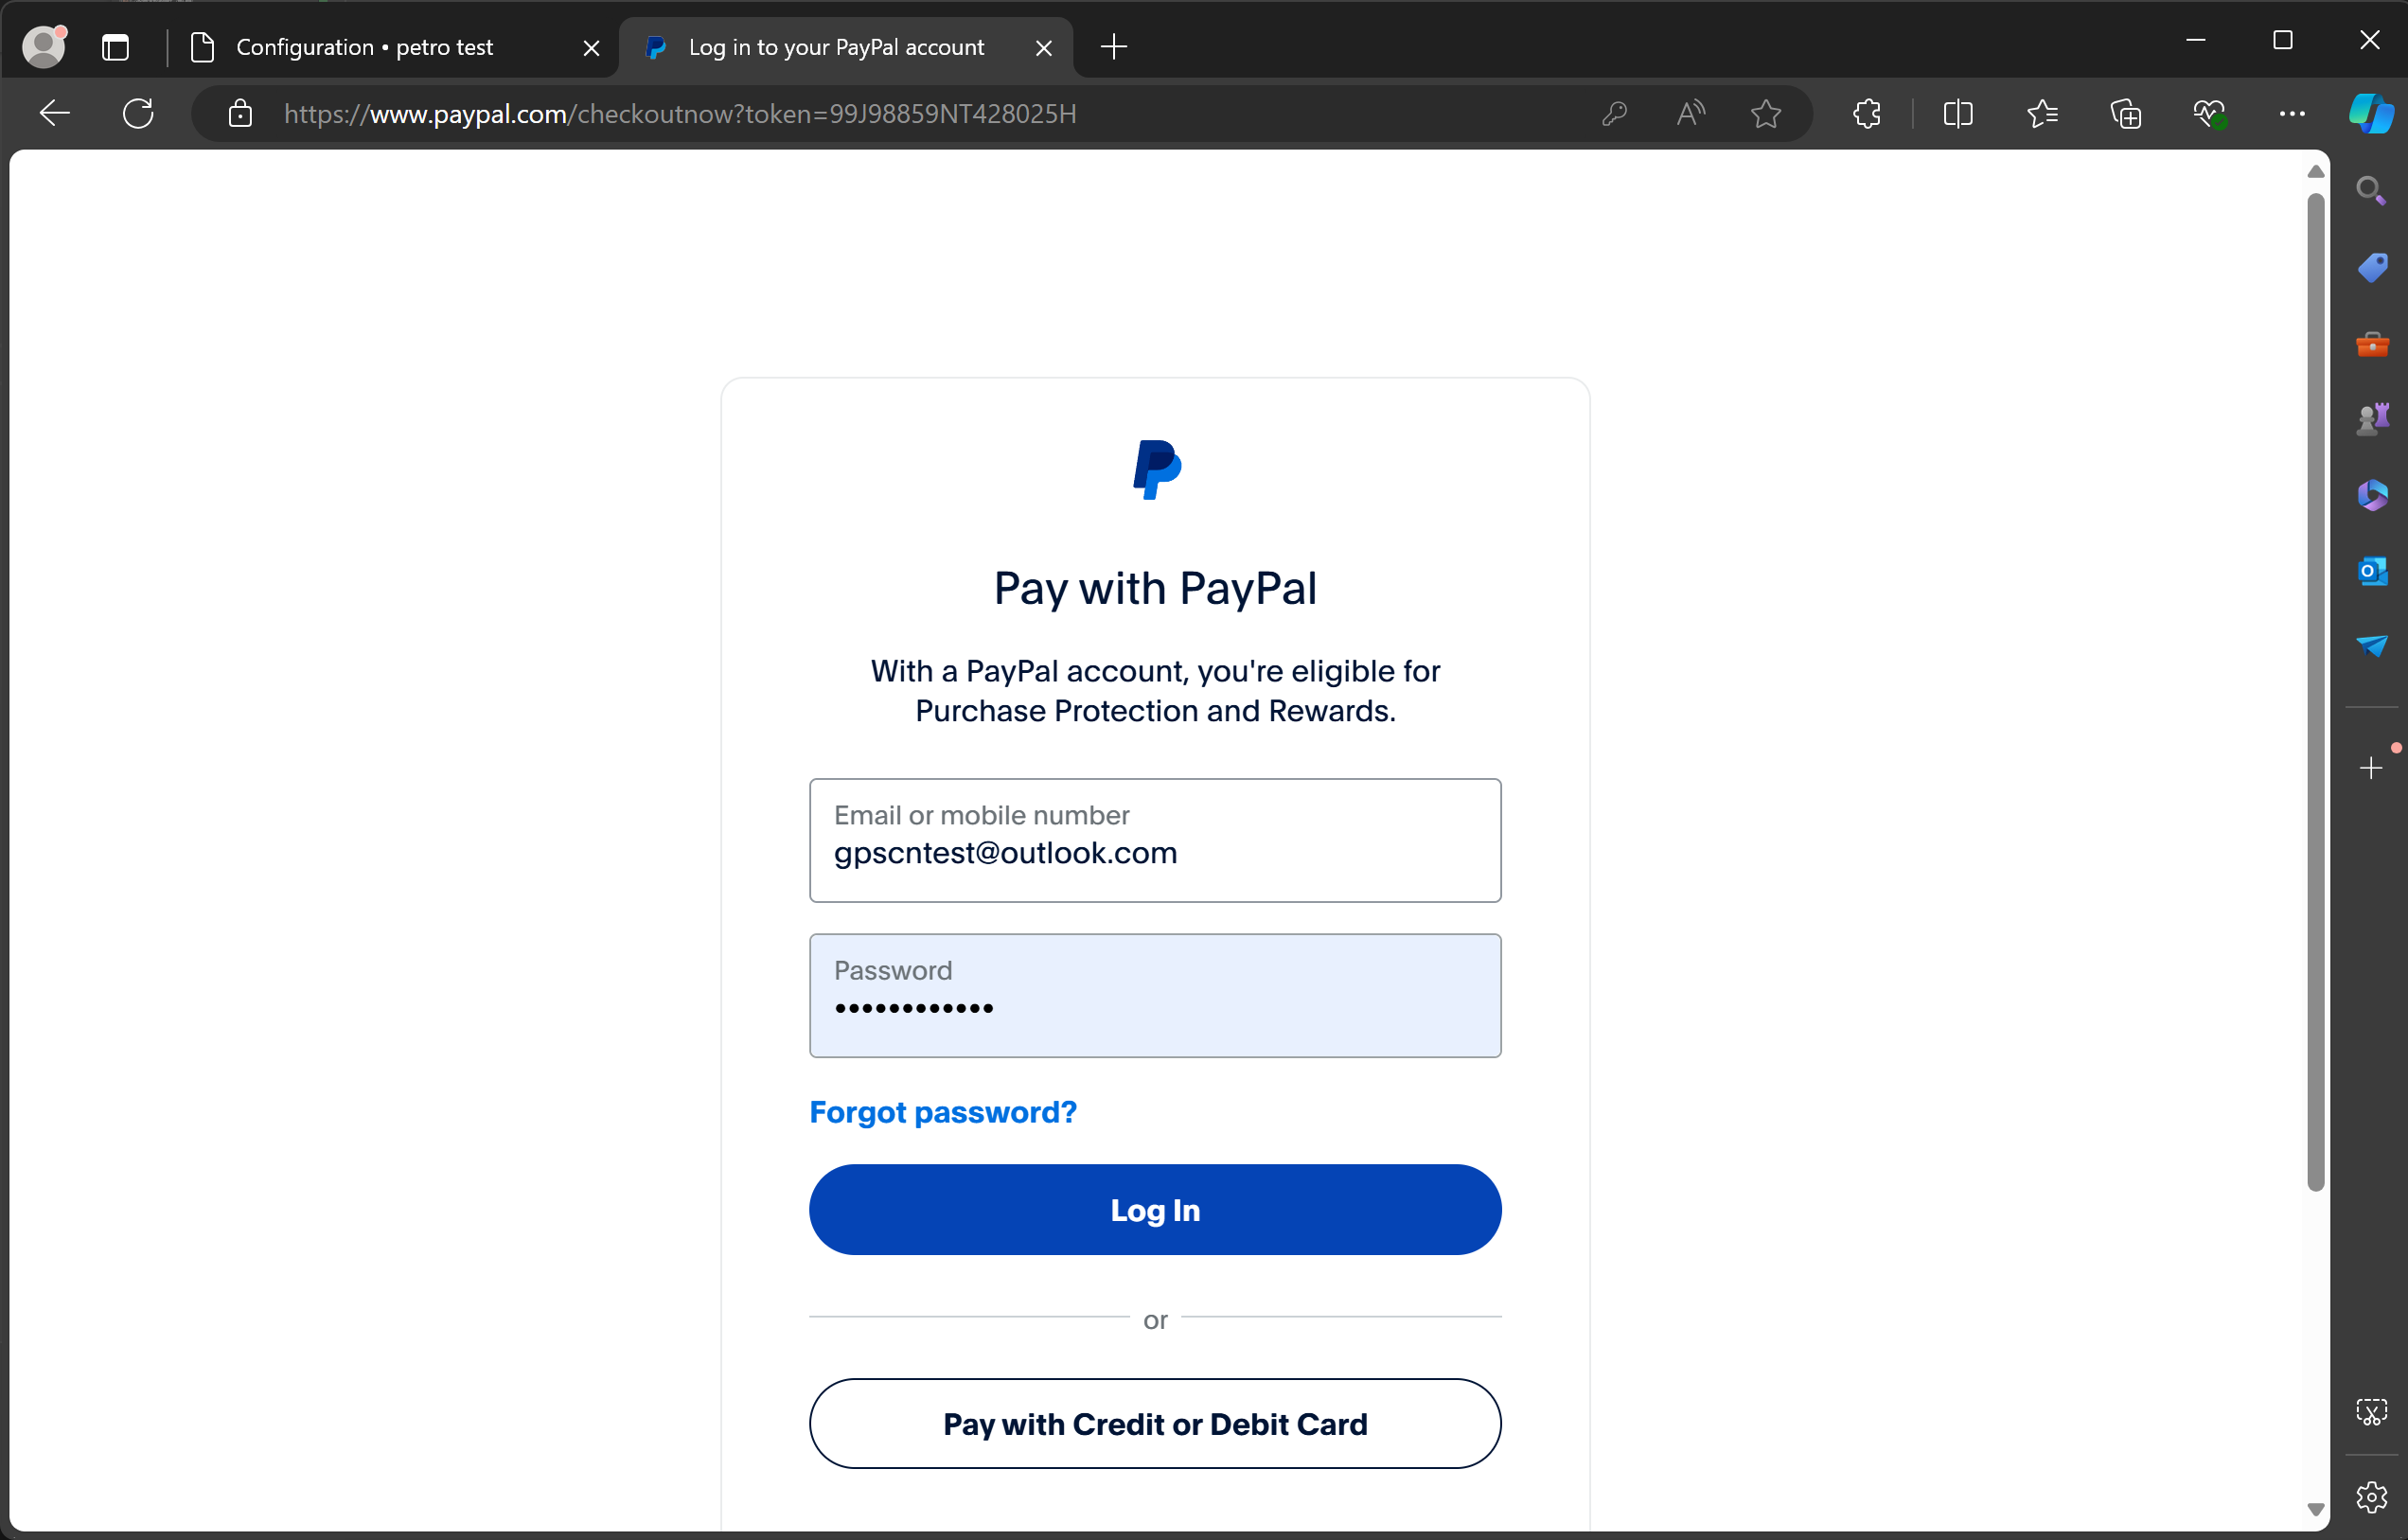 Configuration • petro test
Log in to your PayPal account
https://www.paypal.com/checkoutnow?token=99J98859NT428025H
Pay with PayPal
With a PayPal account, you're eligible for
Purchase Protection and Rewards.
Email or mobile number
gpscntest@outlook.com
Password
••••••••••••
Forgot password?
Log In
or
Pay with Credit or Debit Card